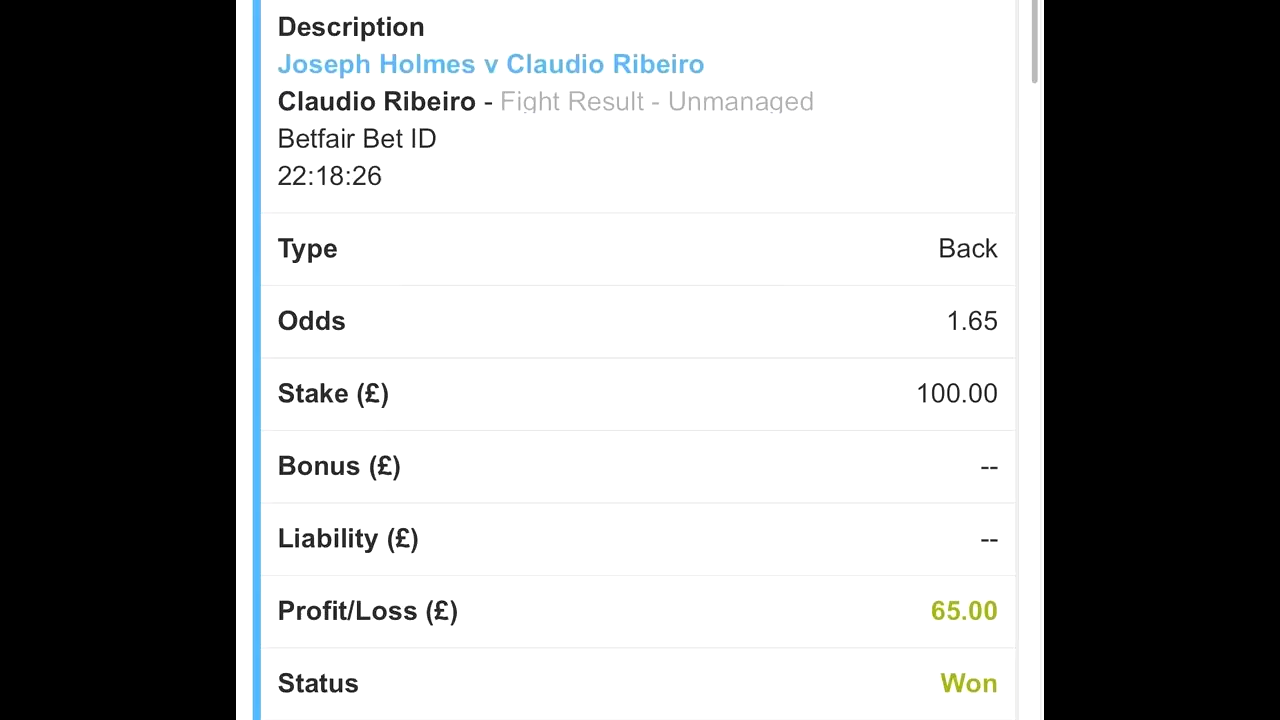 Description
Joseph Holmes v Claudio Ribeiro
Claudio Ribeiro - Fight Result - Unmanaged
Betfair Bet ID
22:18:26
Type Back
Odds 1.65
Stake (£) 100.00
Bonus (£) --
Liability (£) --
Profit/Loss (£) 65.00
Status Won